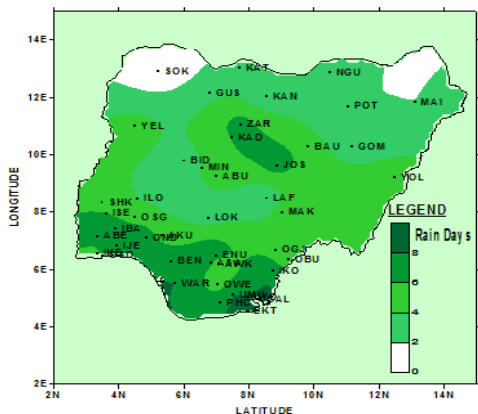 14E
SOK
KAT
NGU
GUS
KAN
12E
POT
MAI
YEL
ZAR
KAD
BAU
GOM
10E
BID
MIN
JOS
ABU
YOL
LONGITUDE
SHK
ILO
LAF
ISE
OSG
LOK
MAK
8E
LEGEND
Rain Days
IBA
ABE
IJE
OND
AKU
BEN
ENU
AWK
OGJ
OBU
IKO
6E
WAR
OWE
PHC
CAL
EKT
4E
2E
8
6
4
2
0
2N
4N
6N
8N
10N
12N
14N
LATITUDE